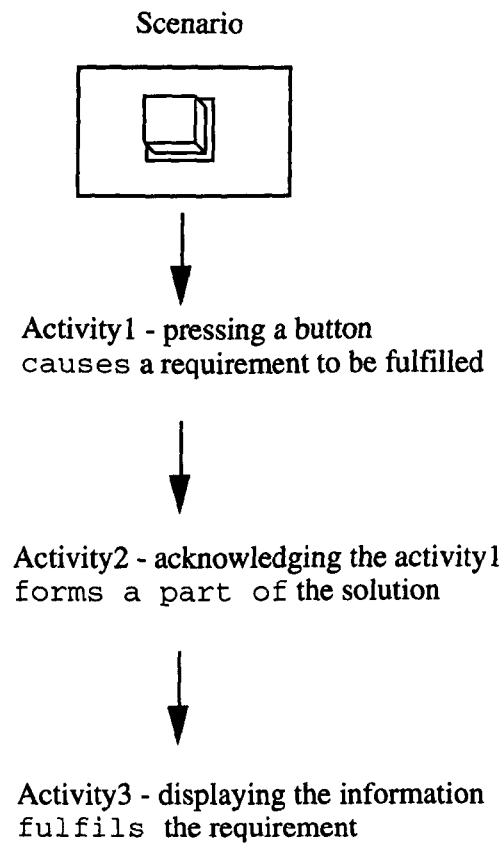 Scenario
Activity1 - pressing a button
causes a requirement to be fulfilled
Activity2 - acknowledging the activity1
forms a part of the solution
Activity3 - displaying the information
fulfils the requirement